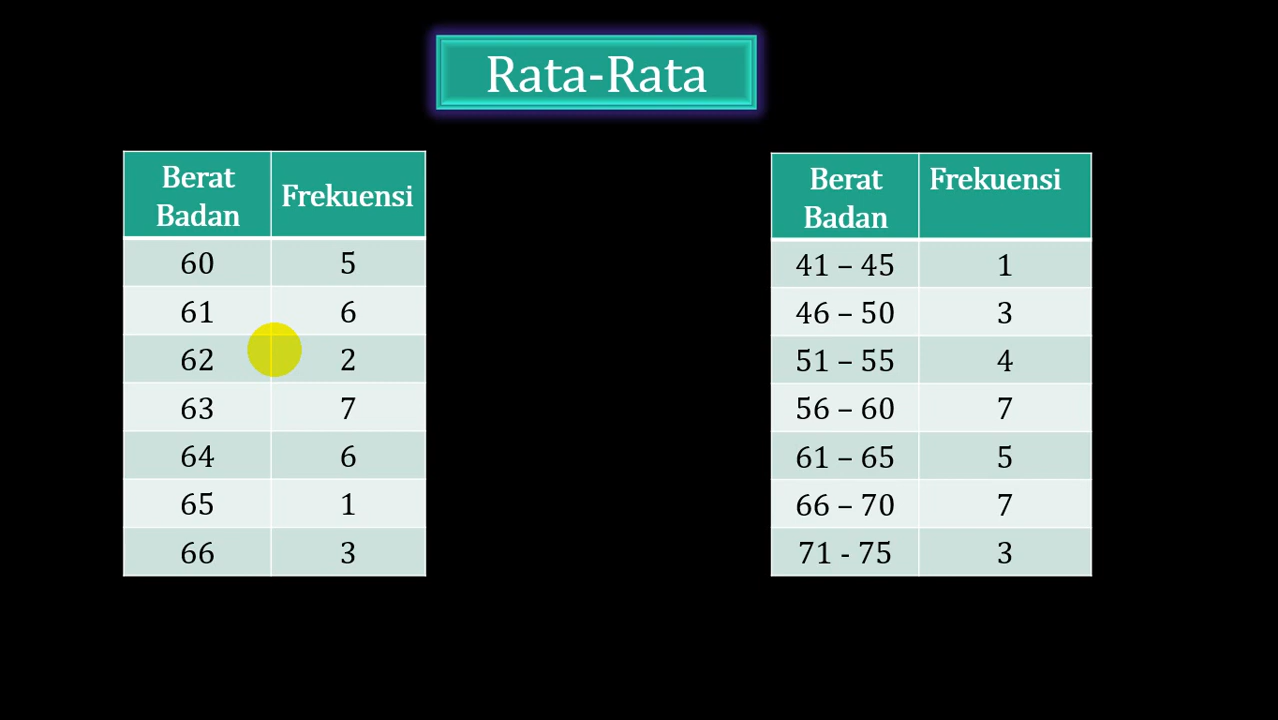 Rata-Rata
Berat Badan Frekuensi
60 5
61 6
62 2
63 7
64 6
65 1
66 3
Berat Badan Frekuensi
41 – 45 1
46 – 50 3
51 – 55 4
56 – 60 7
61 – 65 5
66 – 70 7
71 - 75 3